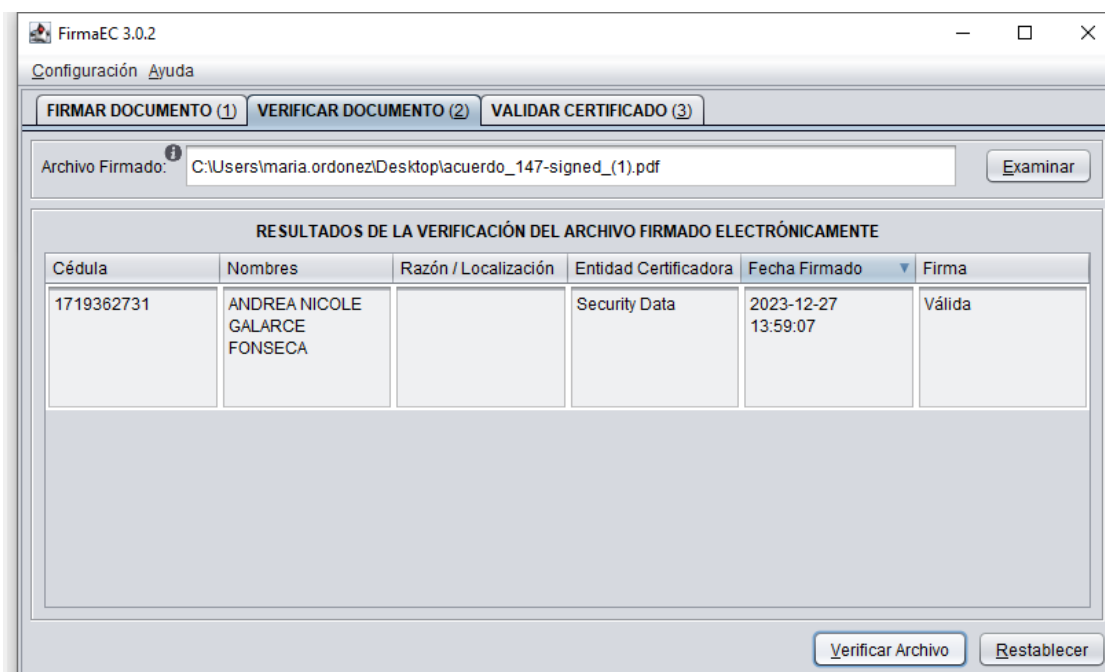 FirmaEC 3.0.2
Configuración Ayuda
FIRMAR DOCUMENTO (1) VERIFICAR DOCUMENTO (2) VALIDAR CERTIFICADO (3)
Archivo Firmado: C:\Users\maria.ordonez\Desktop\acuerdo_147-signed_(1).pdf Examinar
RESULTADOS DE LA VERIFICACIÓN DEL ARCHIVO FIRMADO ELECTRÓNICAMENTE
Cédula Nombres Razón / Localización Entidad Certificadora Fecha Firmado Firma
1719362731 ANDREA NICOLE Security Data 2023-12-27 Válida
GALARCE 13:59:07
FONSECA
Verificar Archivo Restablecer